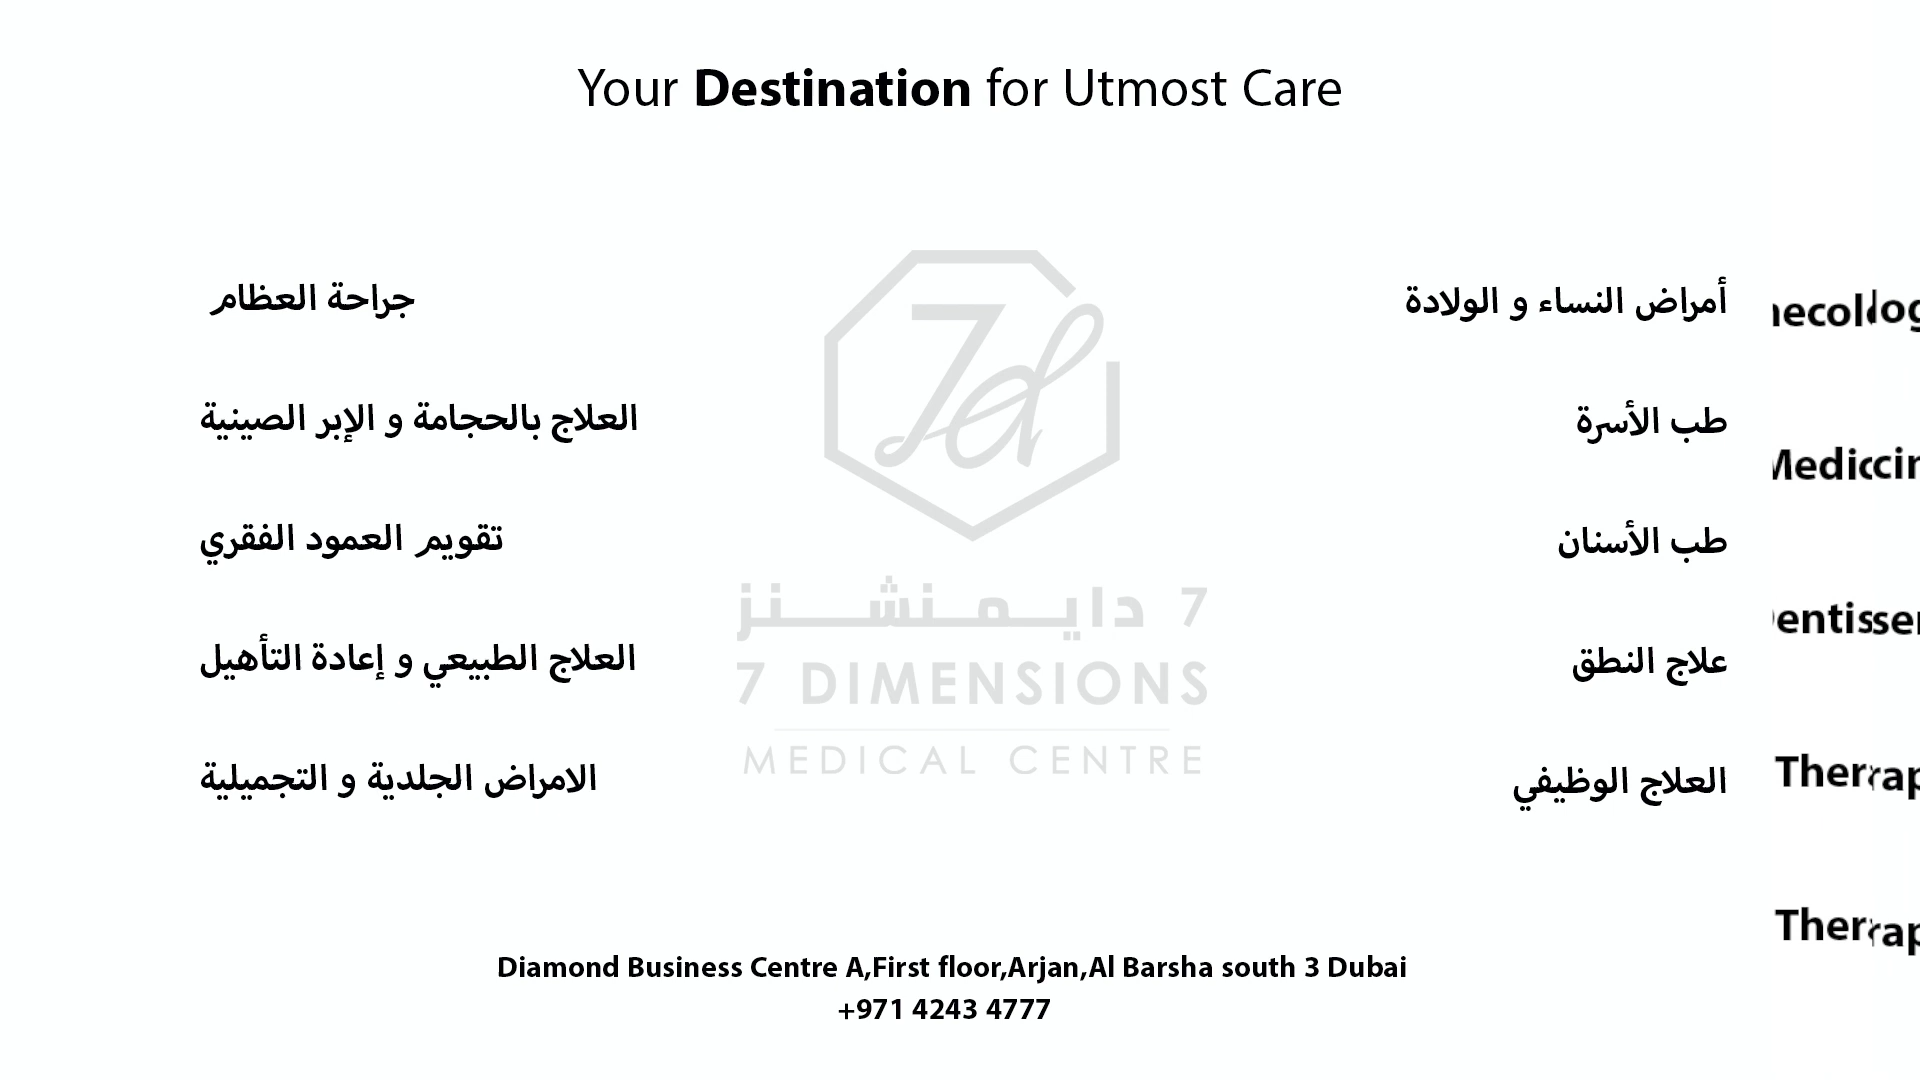 Your Destination for Utmost Care
أمراض النساء و الولادة
طب الأسرة
طب الأسنان
علاج النطق
العلاج الوظيفي
جراحة العظام
العلاج بالحجامة و الإبر الصينية
تقويم العمود الفقري
العلاج الطبيعي و إعادة التأهيل
الامراض الجلدية و التجميلية
7 دايمنشنز
7 DIMENSIONS
MEDICAL CENTRE
Diamond Business Centre A,First floor,Arjan,Al Barsha south 3 Dubai
+971 4243 4777